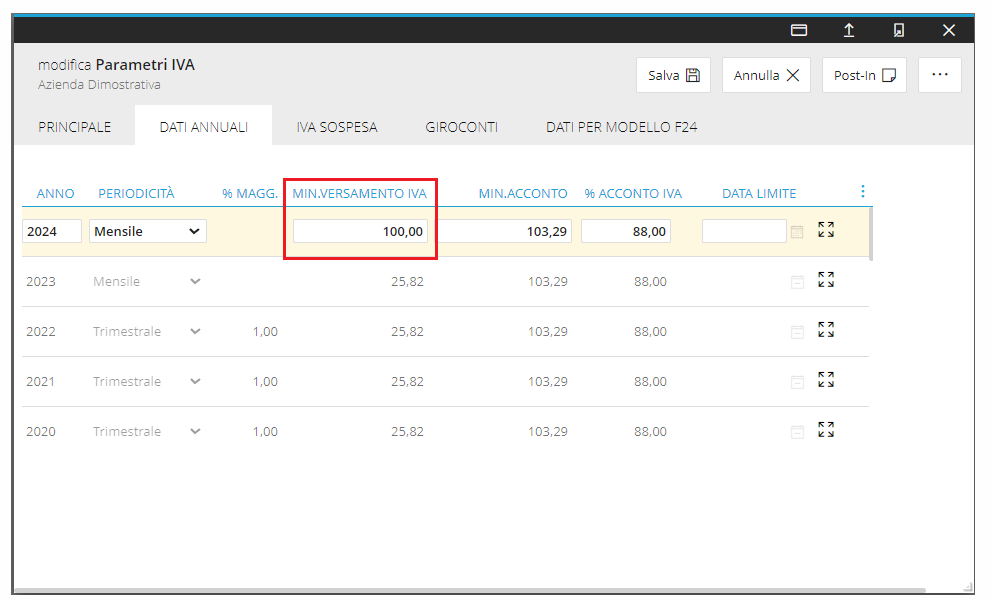 modifica Parametri IVA
Azienda Dimostrativa
Salva Annulla Post-In ...
PRINCIPALE DATI ANNUALI IVA SOSPESA GIROCONTI DATI PER MODELLO F24
ANNO PERIODICITÀ % MAGG. MIN.VERSAMENTO IVA MIN.ACCONTO % ACCONTO IVA DATA LIMITE
2024 Mensile 100,00 103,29 88,00
2023 Mensile 25,82 103,29 88,00
2022 Trimestrale 1,00 25,82 103,29 88,00
2021 Trimestrale 1,00 25,82 103,29 88,00
2020 Trimestrale 1,00 25,82 103,29 88,00